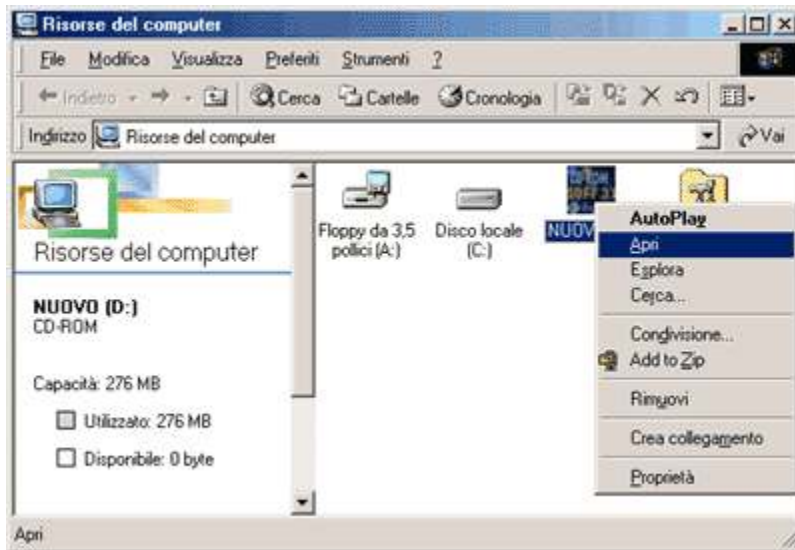 Risorse del computer
File Modifica Visualizza Preferiti Strumenti ?
Indietro Cerca Cartelle Cronologia
Indirizzo Risorse del computer Vai
Risorse del computer
NUOVO (D:)
CD-ROM
Capacità: 276 MB
Utilizzato: 276 MB
Disponibile: 0 byte
Floppy da 3,5
pollici (A:)
Disco locale
(C:)
AutoPlay
Apri
Esplora
Cerca...
Condivisione...
Add to Zip
Rimuovi
Crea collegamento
Proprietà
Apri